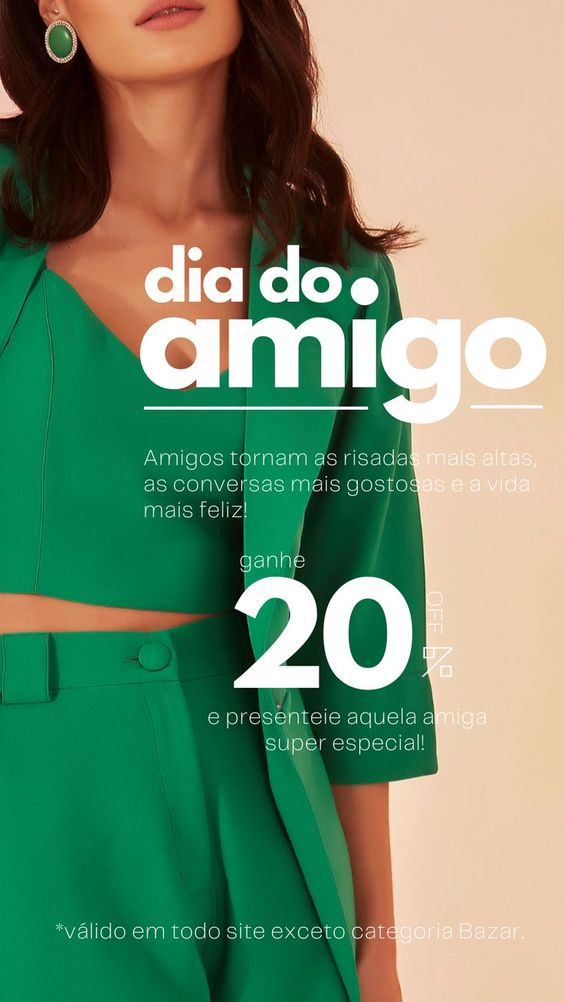 dia do
amigo
Amigos tornam as risadas mais altas,
as conversas mais gostosas e a vida
mais feliz!
ganhe
20
OFF %
e presenteie aquela amiga
super especial!
*válido em todo site exceto categoria Bazar.